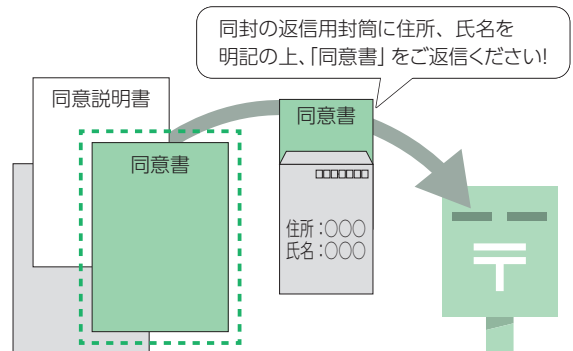 同封の返信用封筒に住所、氏名を
明記の上、「同意書」をご返信ください!
同意説明書
同意書
同意書
住所:○○○
氏名:○○○
〒